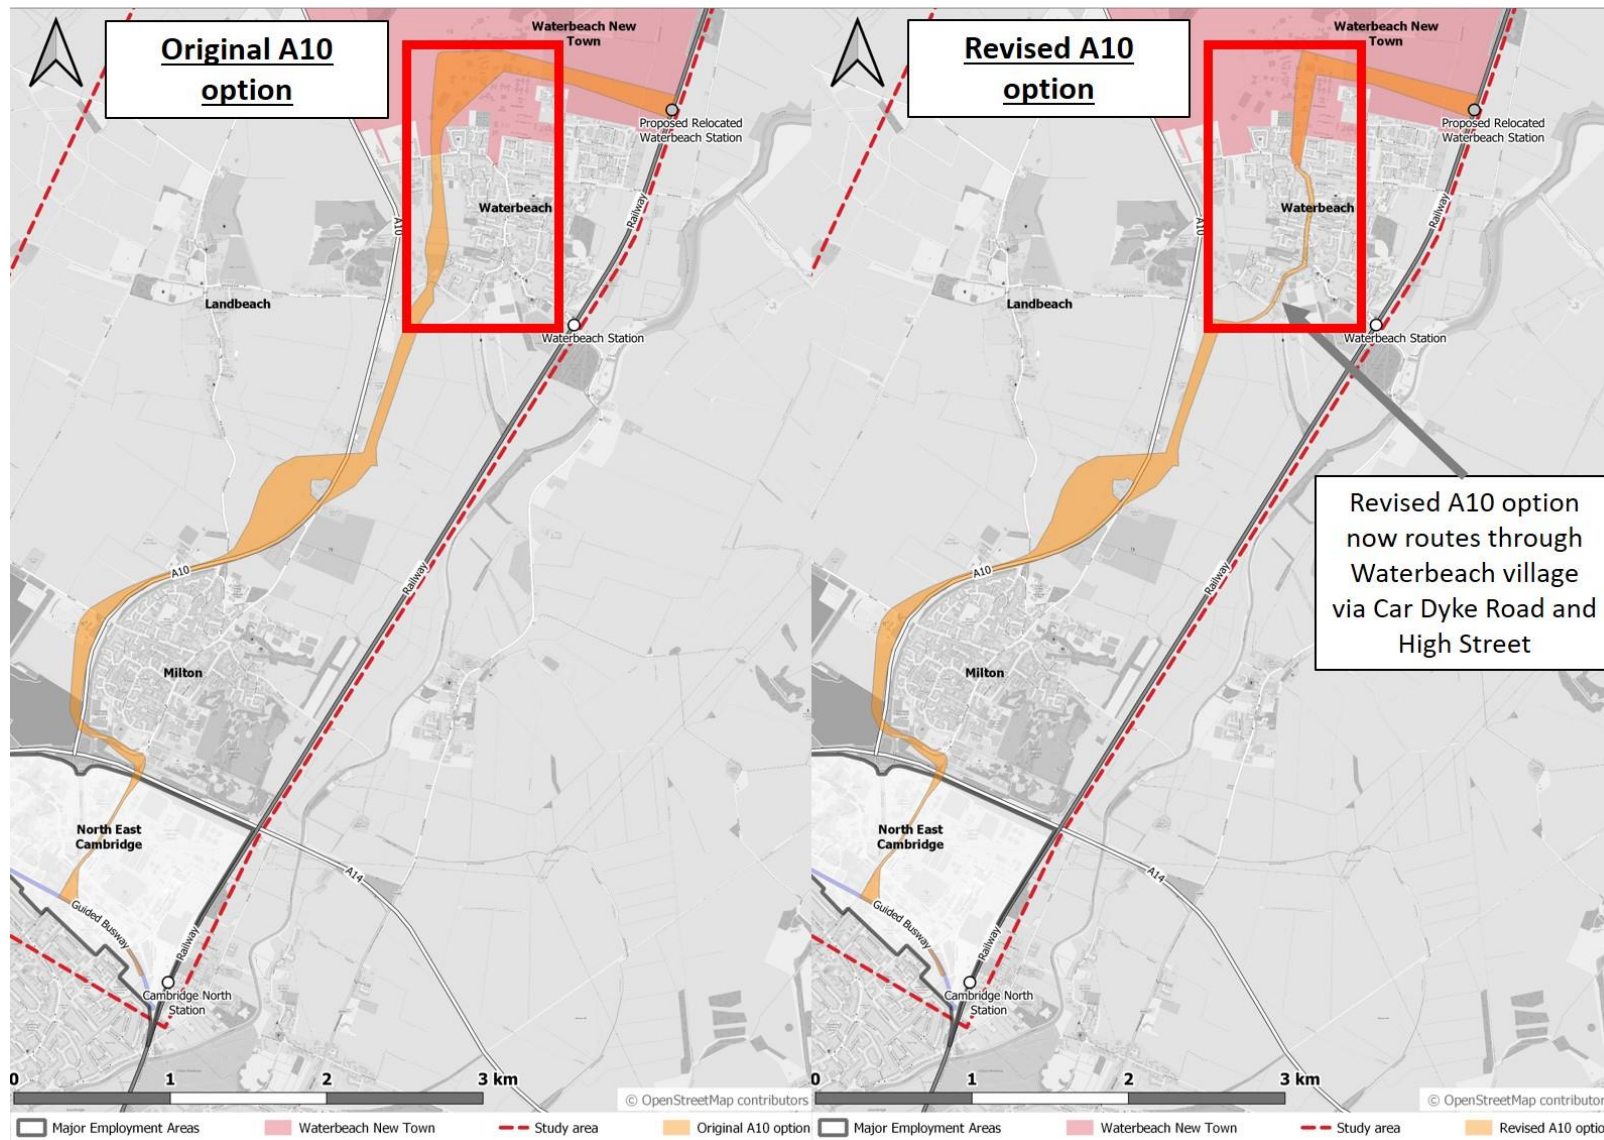 Original A10
option
Waterbeach New
Town
Proposed Relocated
Waterbeach Station
Waterbeach
A10
Railway
Landbeach
Waterbeach Station
A10
Railway
Milton
North East
Cambridge
A14
Guided Busway
Railway
Cambridge North
Station
0 1 2 3 km
© OpenStreetMap contributors
Major Employment Areas Waterbeach New Town Study area Original A10 option
Revised A10
option
Waterbeach New
Town
Proposed Relocated
Waterbeach Station
Waterbeach
A10
Railway
Landbeach
Waterbeach Station
Revised A10 option
now routes through
Waterbeach village
via Car Dyke Road and
High Street
A10
Railway
Milton
North East
Cambridge
A14
Guided Busway
Railway
Cambridge North
Station
0 1 2 3 km
© OpenStreetMap contributor
Major Employment Areas Waterbeach New Town Study area Revised A10 optio